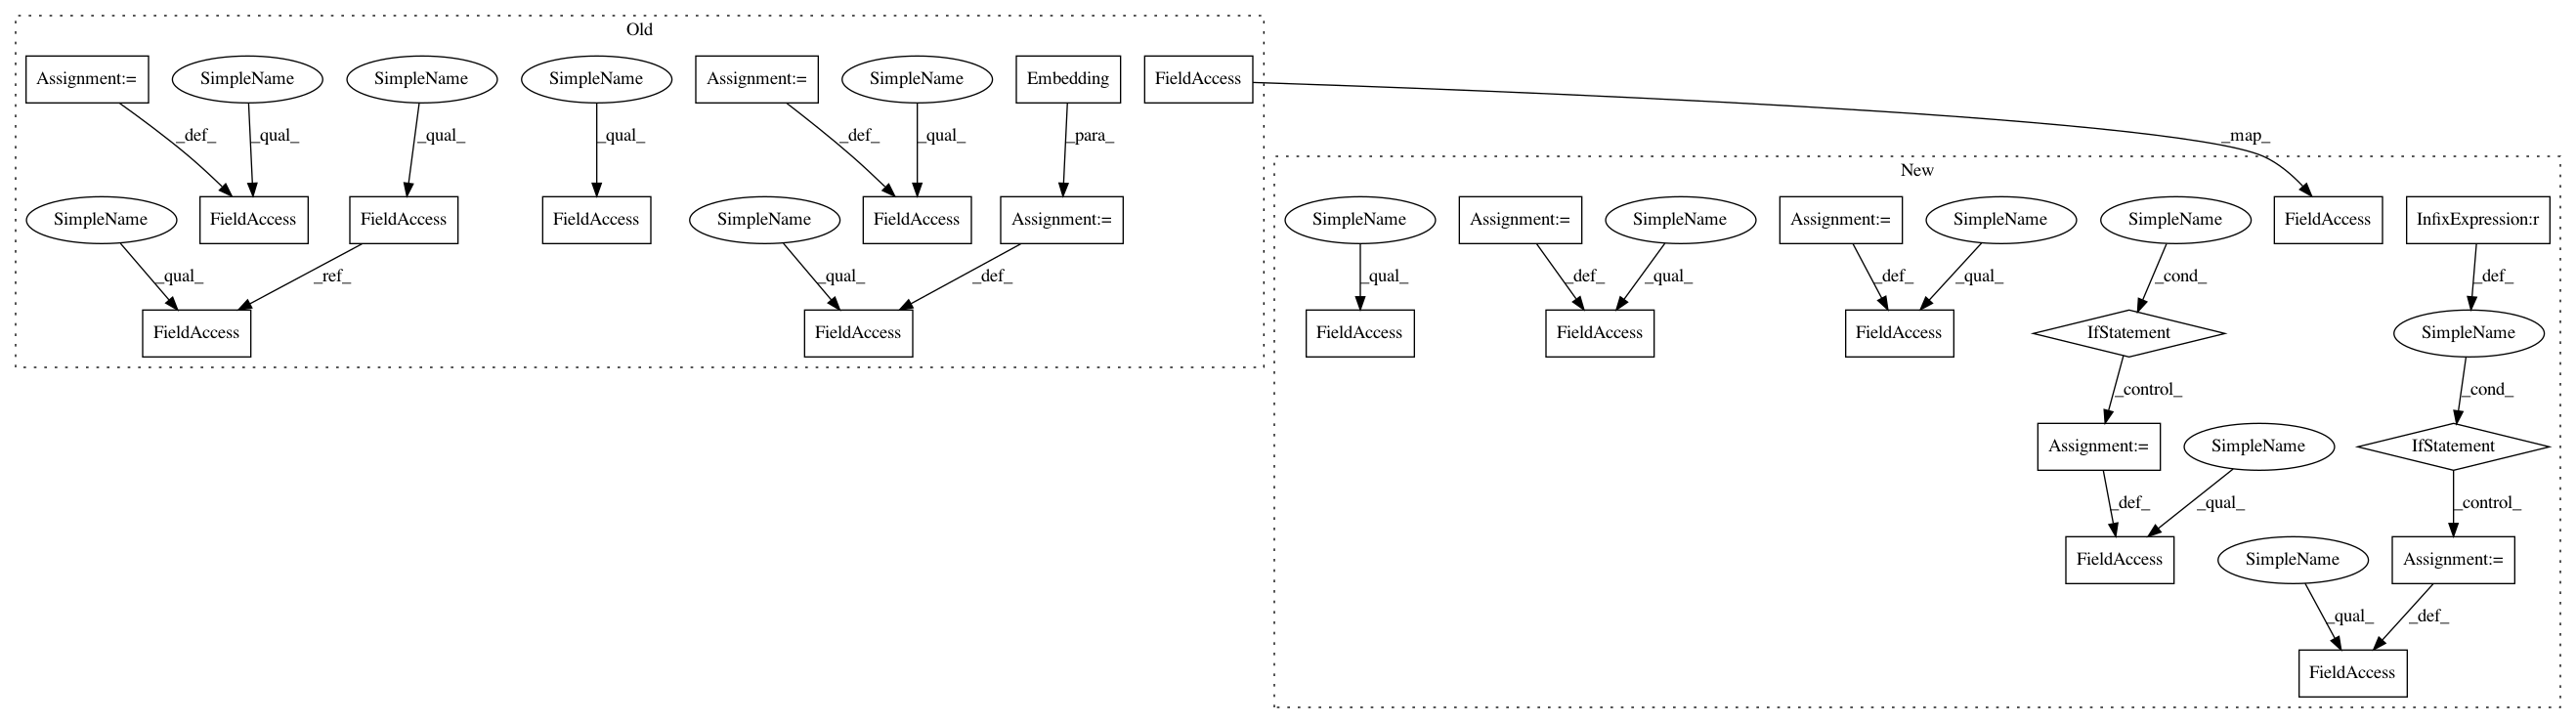 Old
Assignment:=
SimpleName
SimpleName
SimpleName
Assignment:=
SimpleName
Embedding
FieldAccess
_def_
_qual_
_qual_
_qual_
_def_
_qual_
_para_
_map_
New
SimpleName
FieldAccess
FieldAccess
FieldAccess
SimpleName
FieldAccess
Assignment:=
SimpleName
Assignment:=
SimpleName
Assignment:=
SimpleName
SimpleName
FieldAccess
InfixExpression:r
_qual_
_ref_
_qual_
_def_
_qual_
_def_
_qual_
_def_
_qual_
_cond_
_def_
FieldAccess
FieldAccess
FieldAccess
FieldAccess
FieldAccess
IfStatement
SimpleName
_control_
_cond_
Assignment:=
SimpleName
IfStatement
_def_
_qual_
_control_
FieldAccess
SimpleName
Assignment:=
_qual_
_def_
FieldAccess